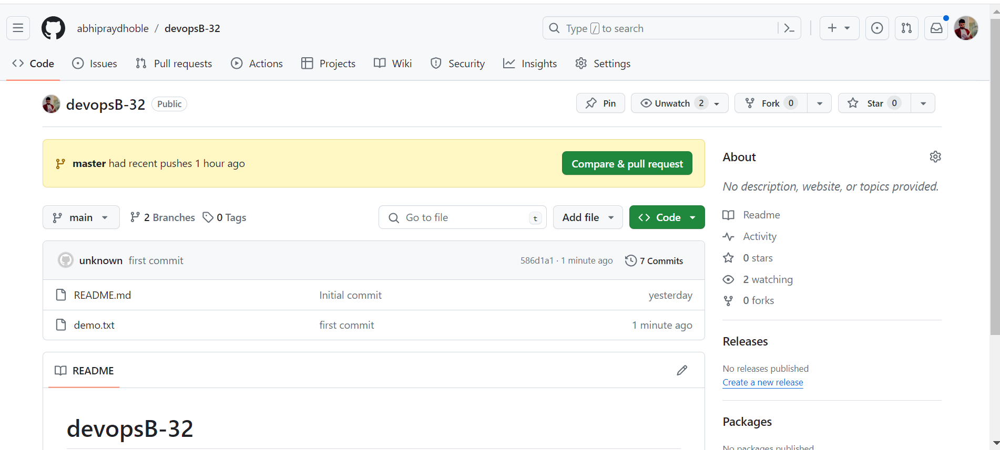 abhipraydhoble / devopsB-32
Type / to search
Code Issues Pull requests Actions Projects Wiki Security Insights Settings
devopsB-32 Public
Pin Unwatch 2 Fork 0 Star 0
master had recent pushes 1 hour ago
Compare & pull request
main 2 Branches 0 Tags
Go to file t Add file Code
unknown first commit 586d1a1 · 1 minute ago 7 Commits
README.md Initial commit yesterday
demo.txt first commit 1 minute ago
README
devopsB-32
About
No description, website, or topics provided.
Readme
Activity
0 stars
2 watching
0 forks
Releases
No releases published
Create a new release
Packages
No packages published